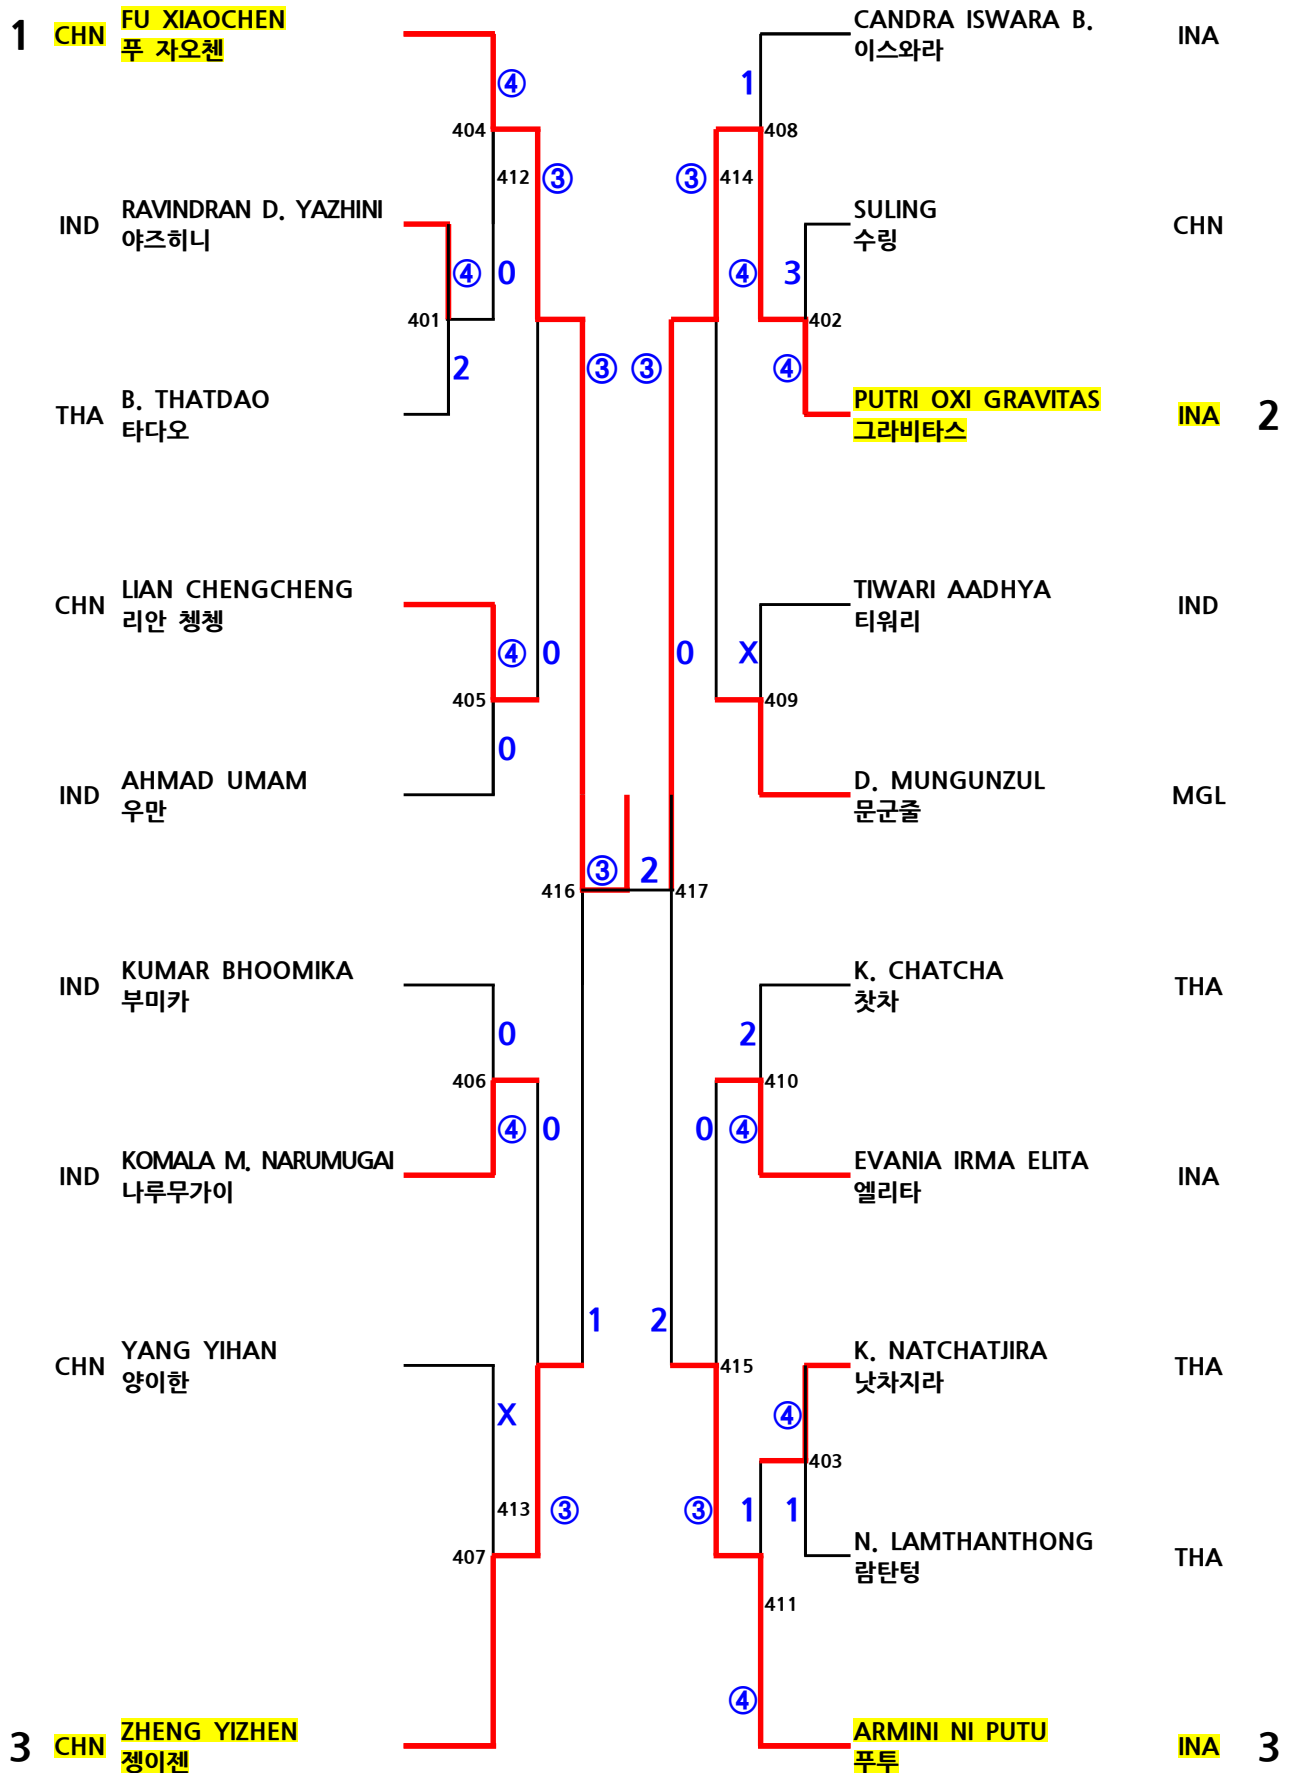 1 CHN FU XIAOCHEN
푸 자오첸
CANDRA ISWARA B. INA
이스와라
④
1
404
408
412 ③
③ 414
IND RAVINDRAN D. YAZHINI
야즈히니
SULING CHN
수링
④ 0
④ 3
401
402
2
③ ③
④
THA B. THATDAO
타다오
PUTRI OXI GRAVITAS INA 2
그라비타스
CHN LIAN CHENGCHENG
리안 쳉쳉
TIWARI AADHYA IND
티워리
④ 0
0 X
405
409
0
IND AHMAD UMAM
우만
D. MUNGUNZUL MGL
문군줄
③ 2
416
417
IND KUMAR BHOOMIKA
부미카
K. CHATCHA THA
찻차
0
2
406
410
④ 0
0 ④
IND KOMALA M. NARUMUGAI
나루무가이
EVANIA IRMA ELITA INA
엘리타
1 2
CHN YANG YIHAN
양이한
415
K. NATCHATJIRA THA
낫차지라
X
④
403
413 ③
③ 1 1
407
N. LAMTHANTHONG THA
람탄텅
411
④
3 CHN ZHENG YIZHEN
젱이젠
ARMINI NI PUTU INA 3
푸투